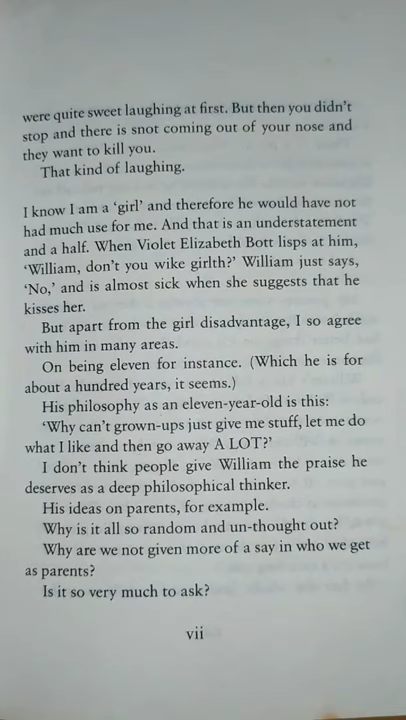 were quite sweet laughing at first. But then you didn't
stop and there is snot coming out of your nose and
they want to kill you.
That kind of laughing.
I know I am a 'girl' and therefore he would have not
had much use for me. And that is an understatement
and a half. When Violet Elizabeth Bott lisps at him,
'William, don't you wike girlth?' William just says,
'No,' and is almost sick when she suggests that he
kisses her.
But apart from the girl disadvantage, I so agree
with him in many areas.
On being eleven for instance. (Which he is for
about a hundred years, it seems.)
His philosophy as an eleven-year-old is this:
'Why can't grown-ups just give me stuff, let me do
what I like and then go away A LOT?'
I don't think people give William the praise he
deserves as a deep philosophical thinker.
His ideas on parents, for example.
Why is it all so random and un-thought out?
Why are we not given more of a say in who we get
as parents?
Is it so very much to ask?
vii